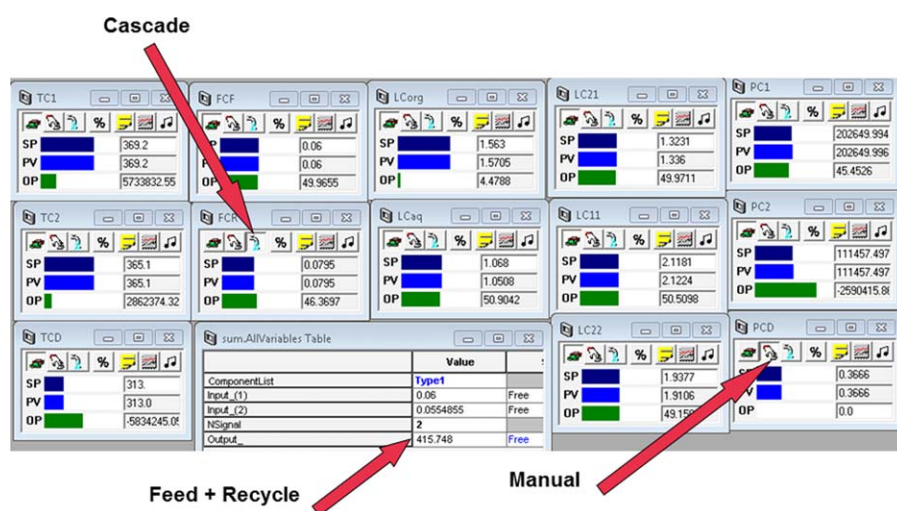 Cascade
TC1
SP 369.2
PV 369.2
OP 5733832.55
FCF
%
SP 0.06
PV 0.06
OP 49.9655
LCorg
%
SP 1.563
PV 1.5705
OP 4.4788
LC21
%
SP 1.3231
PV 1.336
OP 49.9711
PC1
%
SP 202649.994
PV 202649.996
OP 45.4526
TC2
%
SP 365.1
PV 365.1
OP 2862374.32
FCR
%
SP 0.0795
PV 0.0795
OP 46.3697
LCaq
%
SP 1.068
PV 1.0508
OP 50.9042
LC11
%
SP 2.1181
PV 2.1224
OP 50.5098
PC2
%
SP 111457.497
PV 111457.497
OP
TCD
%
SP 313.
PV 313.0
OP
sum.AllVariables Table
Value
ComponentList Type1
Input_(1) 0.06 Free
Input_(2) 0.0554855 Free
NSignal 2
Output_ 415.748 Free
LC22
%
SP 1.9377
PV 1.9106
OP
PCD
%
0.3666
PV 0.3666
OP 0.0
Feed + Recycle
Manual